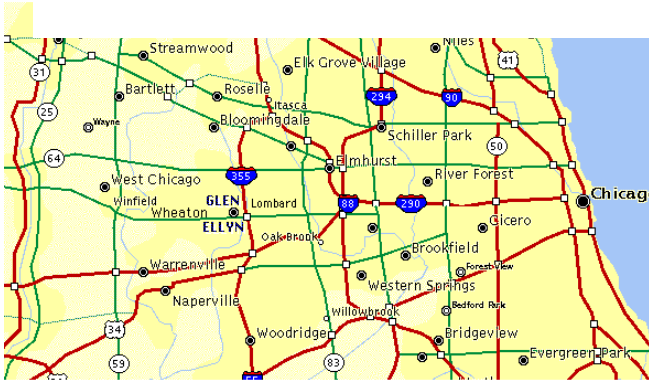 Niles
Streamwood
41
Elk Grove Village
31
Bartlett
Roselle
294
90
Itasca
25
Wayne
Bloomingdale
Schiller Park
50
64
Elmhurst
355
River Forest
West Chicago
Chicag
GLEN
Winfield
Lombard
88
290
Wheaton
ELLYN
Cicero
Oak Brook
Brookfield
Warrenville
Forest View
Western Springs
Naperville
Bedford Park
Willowbrook
34
Woodridge
Bridgeview
Evergreen Park
59
83
55